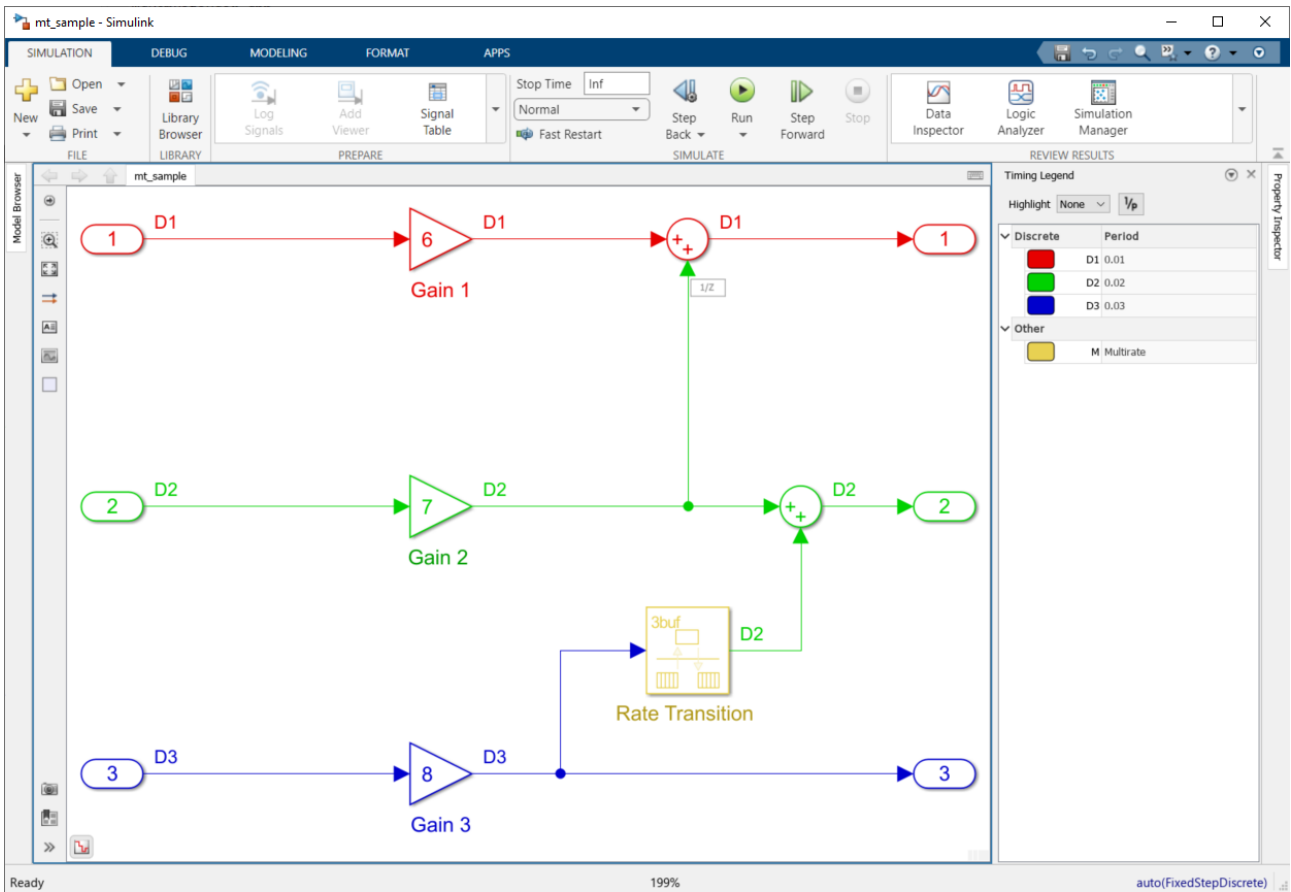 mt_sample - Simulink
SIMULATION DEBUG MODELING FORMAT APPS
New
Open
Save
Print
FILE
Library
Browser
LIBRARY
Log
Signals
Add
Viewer
Signal
Table
PREPARE
Stop Time Inf
Normal
Fast Restart
Step
Back
Run
Step
Forward
Stop
SIMULATE
Data
Inspector
Logic
Analyzer
Simulation
Manager
REVIEW RESULTS
Model Browser
mt_sample
1 D1 6 D1 + + D1 1
Gain 1
1/Z
2 D2 7 D2 + + D2 2
Gain 2
3buf
D2
Rate Transition
3 D3 8 D3 3
Gain 3
Timing Legend
Highlight None 1/p
Discrete Period
D1 0.01
D2 0.02
D3 0.03
Other
M Multirate
Property Inspector
Ready 199% auto(FixedStepDiscrete)